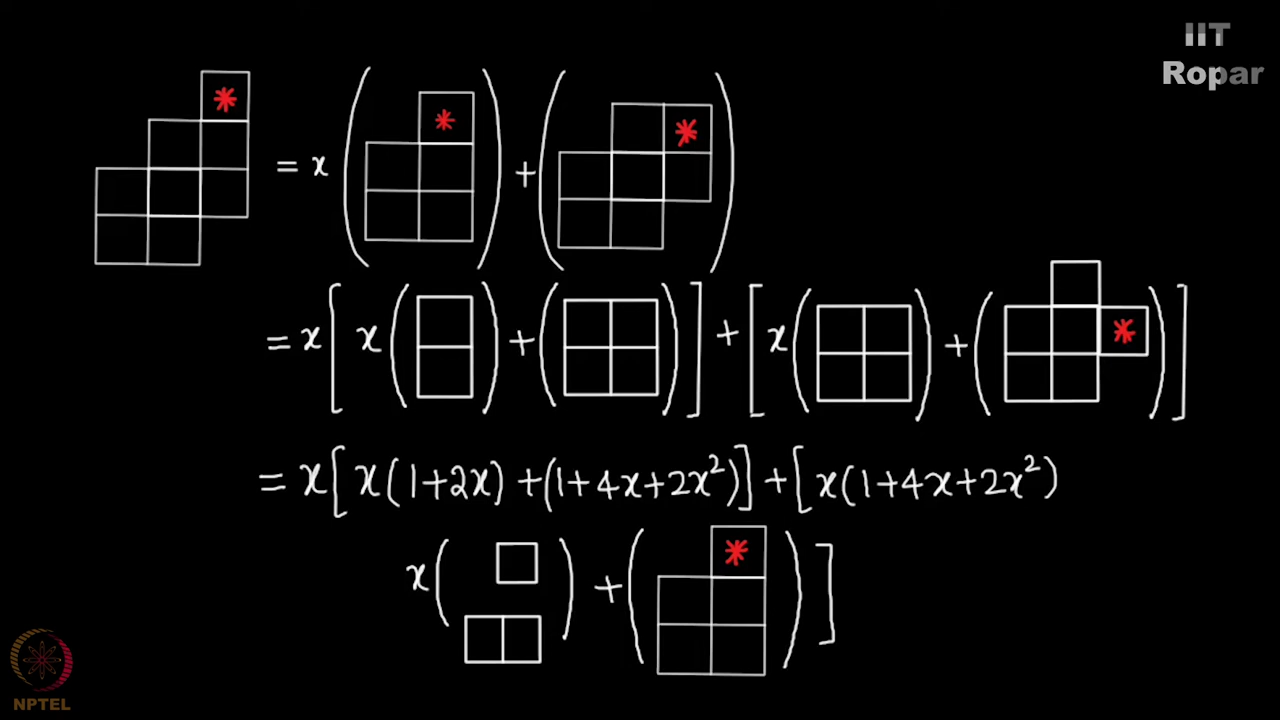 IIT
Ropar
* = x ( * ) + ( * )
= x [ x ( ) + ( ) ] + [ x ( ) + ( * ) ]
= x [ x (1+2x) + (1+4x+2x²) ] + [ x (1+4x+2x²)
x ( ) + ( * ) ]
NPTEL